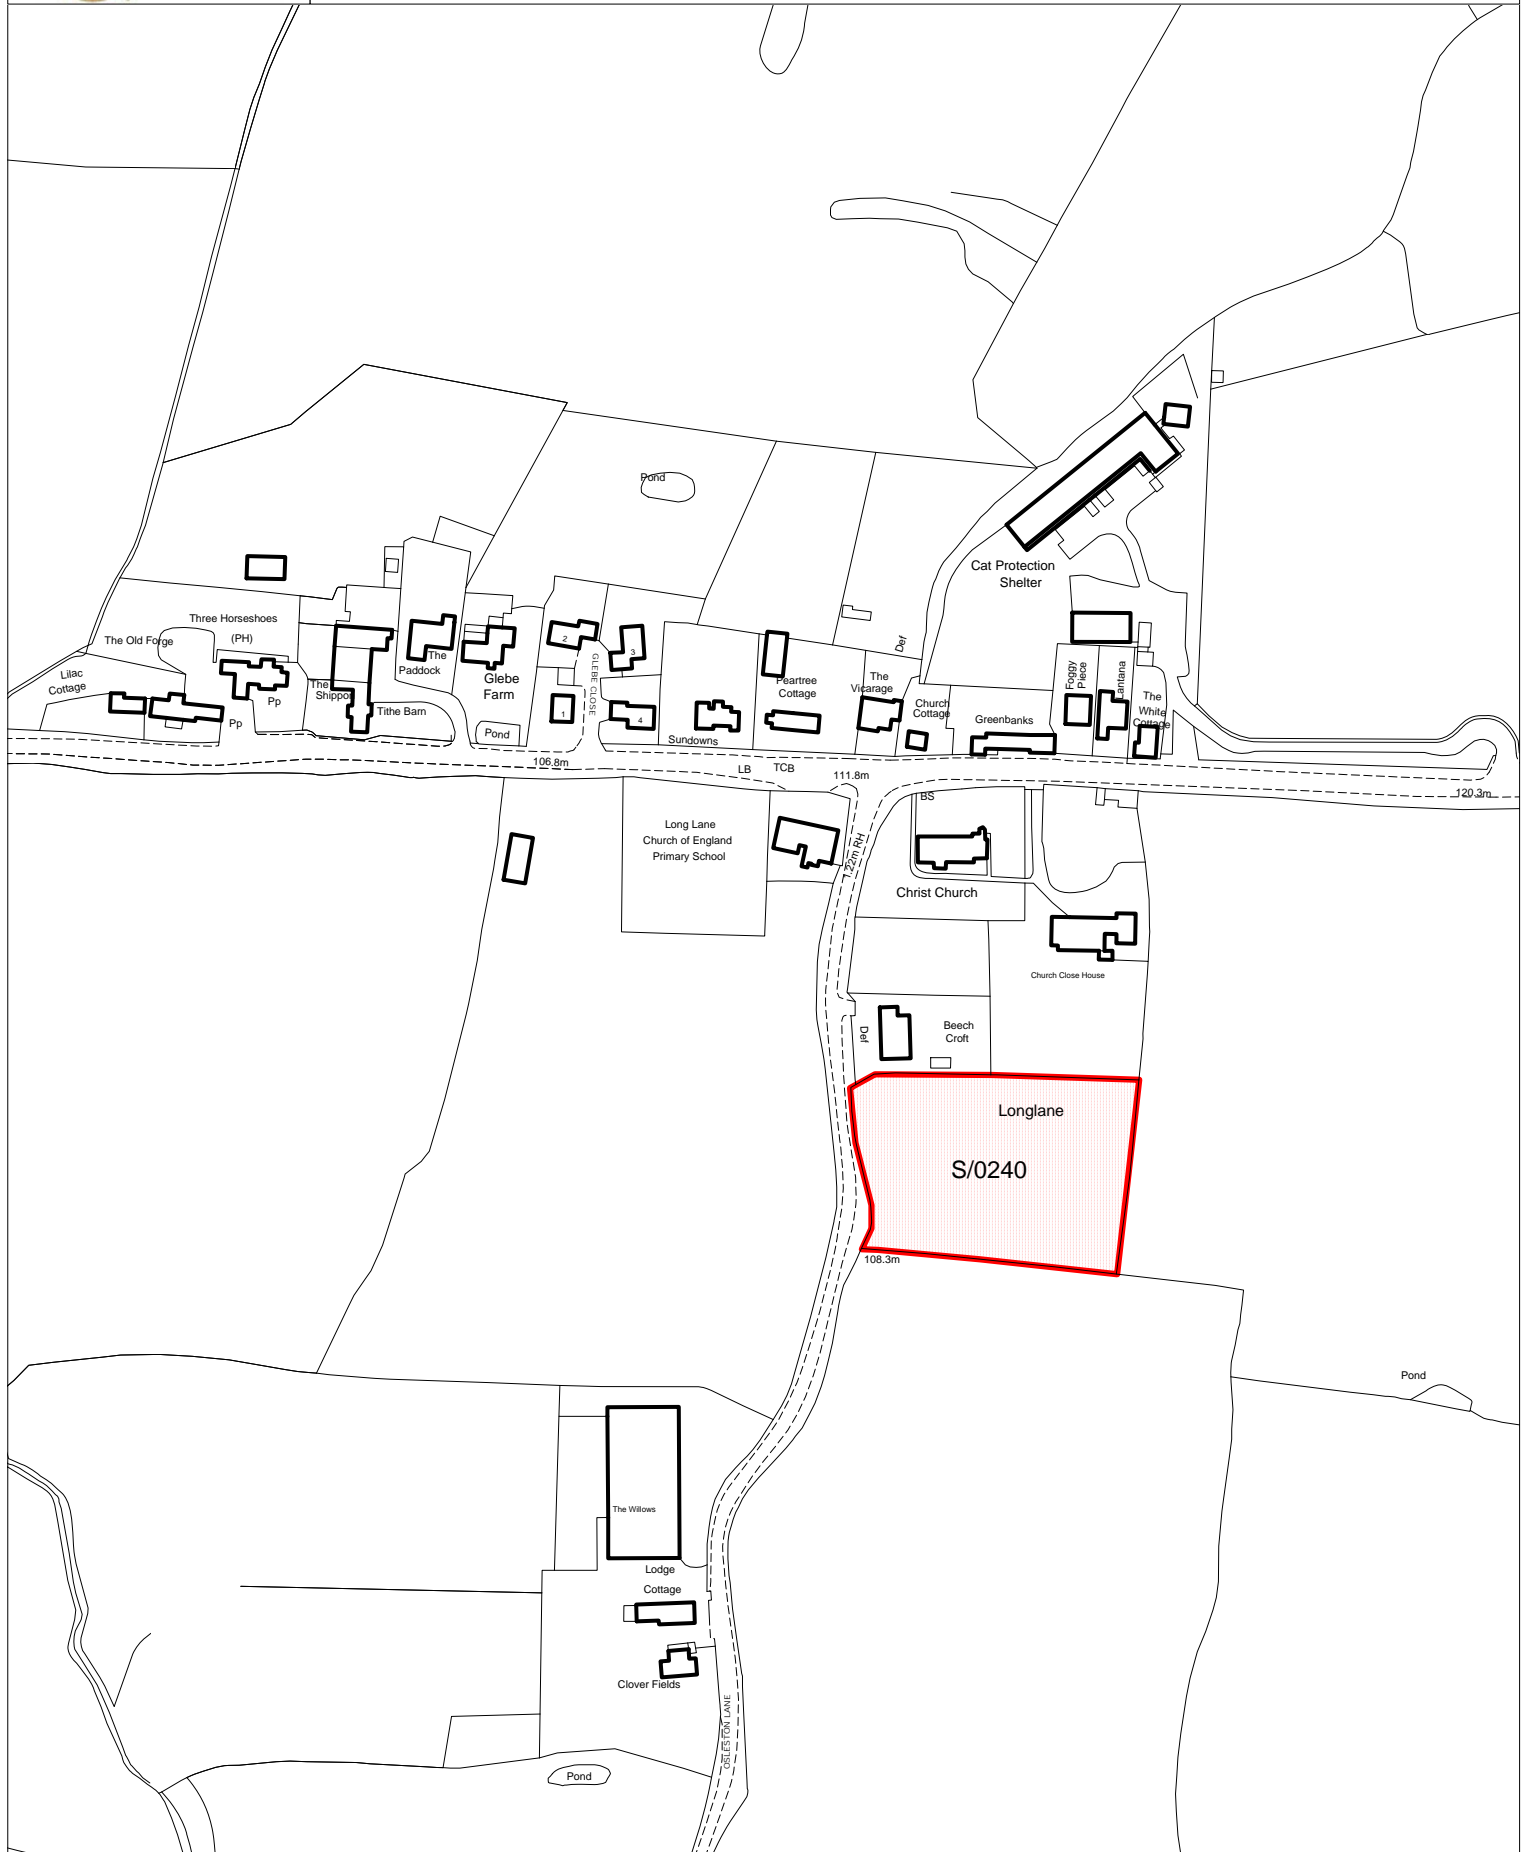 Pond
Cat Protection
Shelter
Three Horseshoes
(PH)
The Old Forge
Lilac
Cottage
The
Shippon
Pp
Pp
Tithe Barn
The
Paddock
Glebe
Farm
Pond
2
3
1
4
GLEBE CLOSE
Sundowns
Peartree
Cottage
The
Vicarage
Def
Church
Cottage
Greenbanks
Foggy
Piece
Lantana
The
White
Cottage
106.8m
LB
TCB
111.8m
120.3m
BS
1.22m RH
Long Lane
Church of England
Primary School
Christ Church
Church Close House
Def
Beech
Croft
Longlane
S/0240
108.3m
Pond
The Willows
Lodge
Cottage
Clover Fields
OSLESTON LANE
Pond